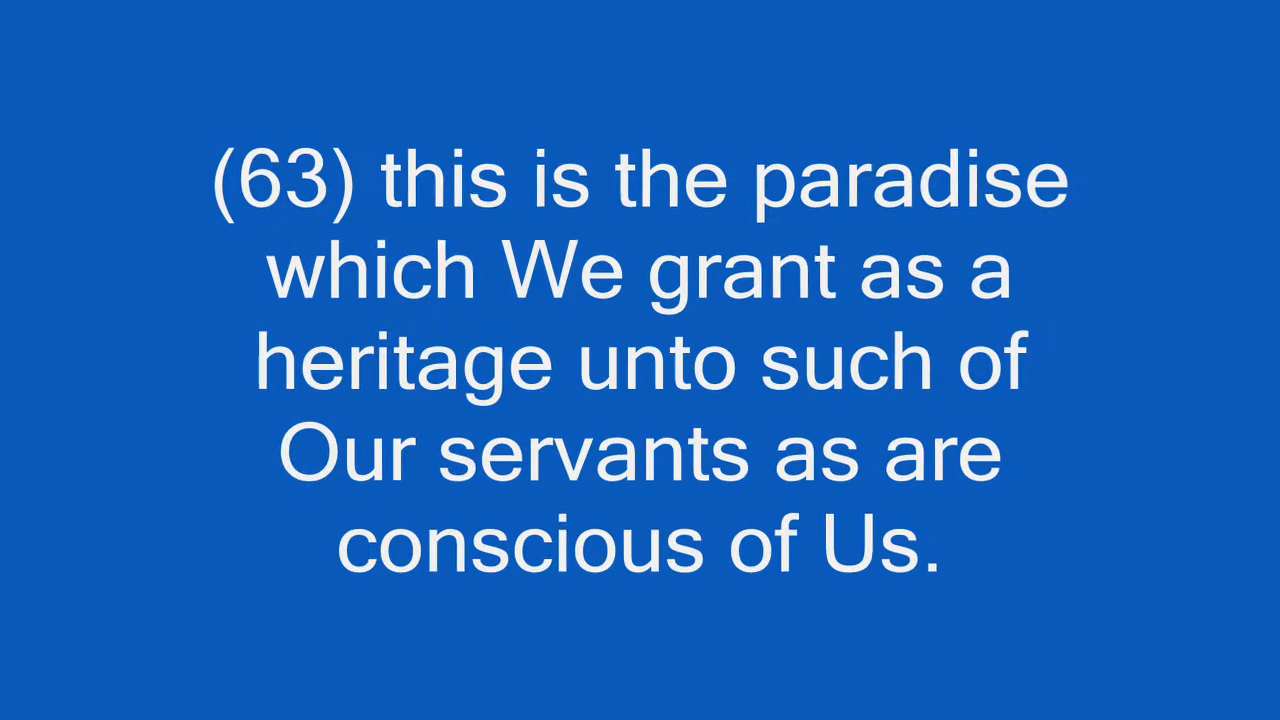 (63) this is the paradise
which We grant as a
heritage unto such of
Our servants as are
conscious of Us.